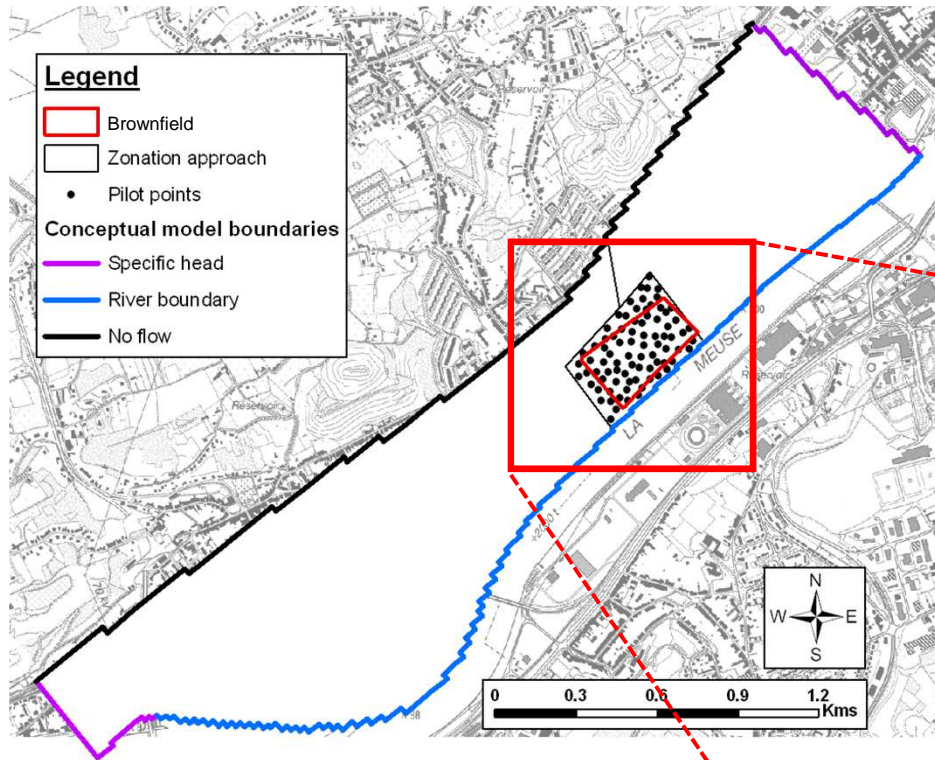 Legend
Brownfield
Zonation approach
Pilot points
Conceptual model boundaries
Specific head
River boundary
No flow
Reservoir
Reservoir
LA MEUSE
Reservoir
N
W E
S
0 0.3 0.6 0.9 1.2
Kms